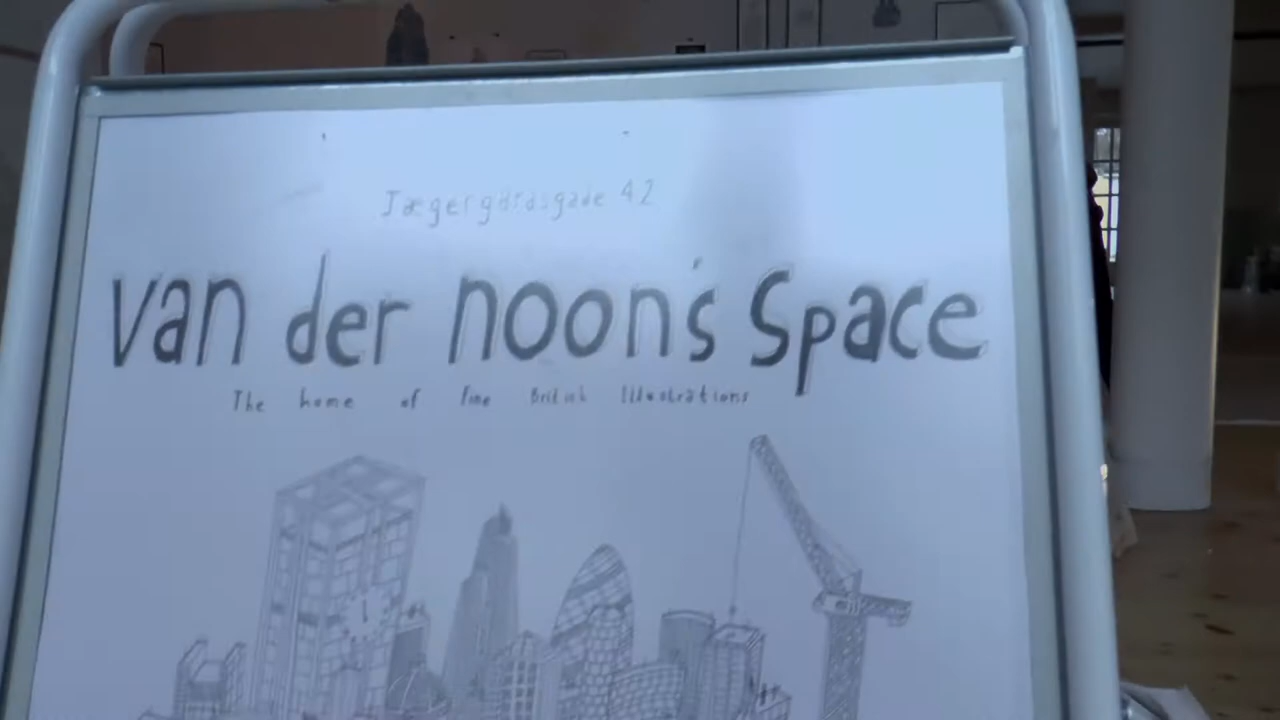 Jægergårdsgade 42
van der noon's Space
The home of fine British Illustrations